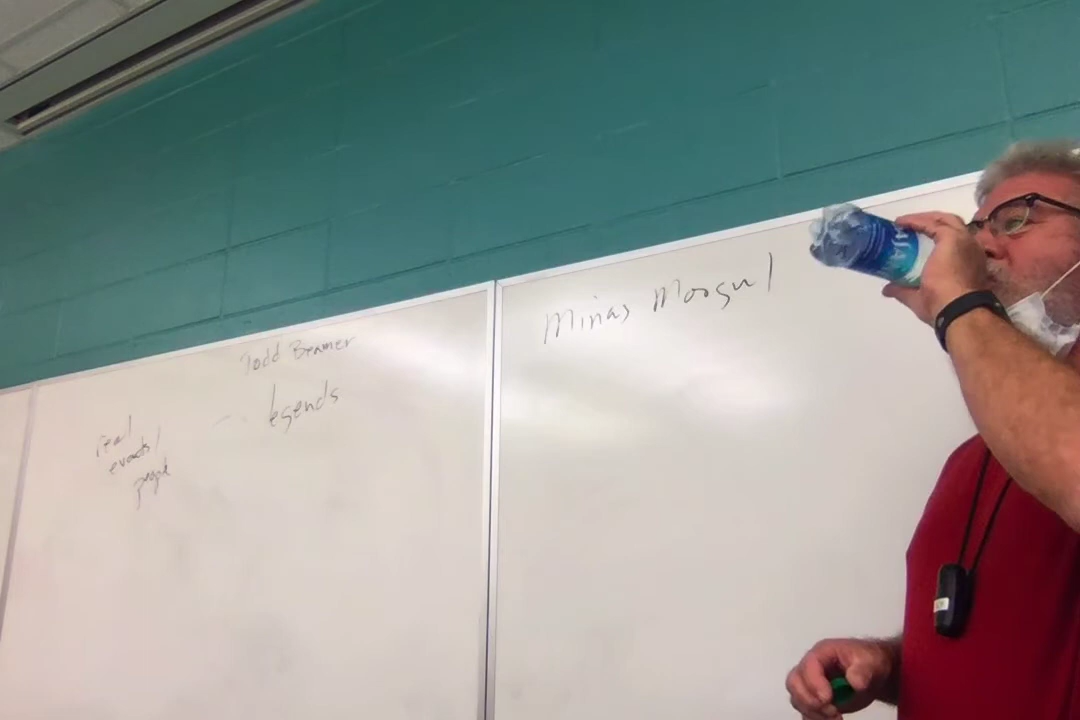 Todd Beamer
legends
real
events/
people
Minas Morgul